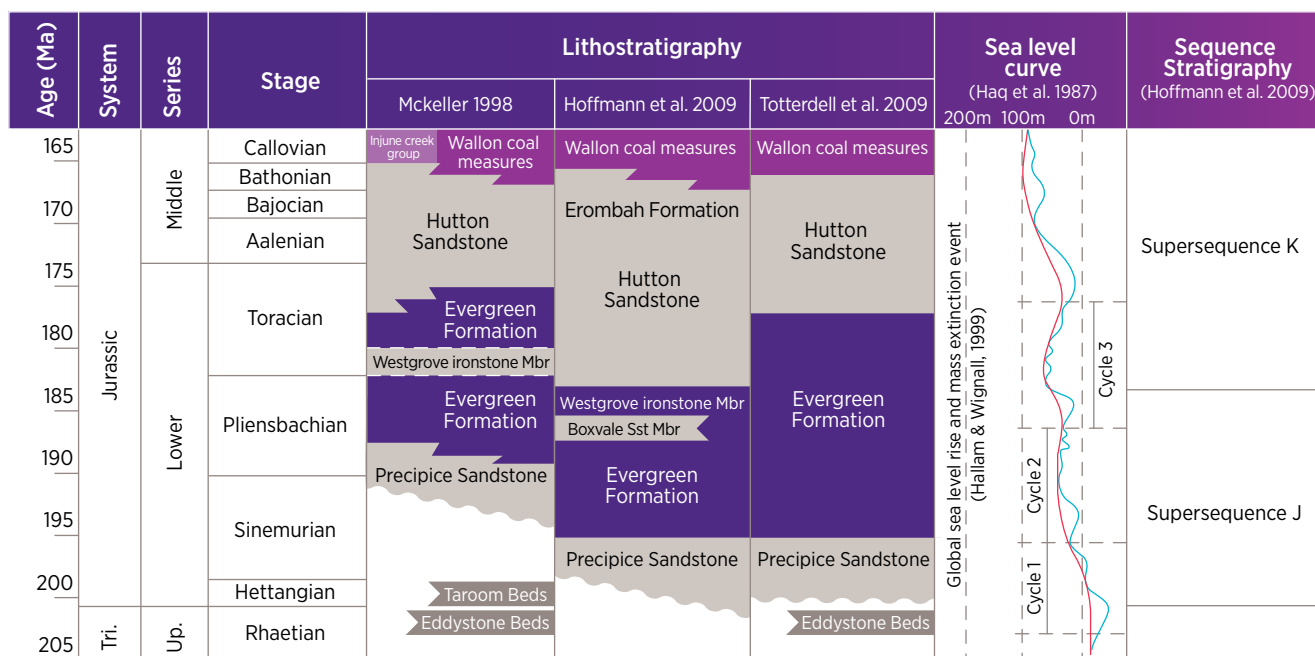 Age (Ma)
System
Series
Stage
Lithostratigraphy
Mckeller 1998
Hoffmann et al. 2009
Totterdell et al. 2009
Sea level
curve
(Haq et al. 1987)
200m 100m 0m
Sequence
Stratigraphy
(Hoffmann et al. 2009)
165
170
175
180
185
190
195
200
205
Jurassic
Tri.
Middle
Lower
Up.
Callovian
Bathonian
Bajocian
Aalenian
Toracian
Pliensbachian
Sinemurian
Hettangian
Rhaetian
Injune creek
group
Wallon coal
measures
Hutton
Sandstone
Evergreen
Formation
Westgrove ironstone Mbr
Evergreen
Formation
Precipice Sandstone
Taroom Beds
Eddystone Beds
Wallon coal measures
Erombah Formation
Hutton
Sandstone
Westgrove ironstone Mbr
Boxvale Sst Mbr
Evergreen
Formation
Precipice Sandstone
Wallon coal measures
Hutton
Sandstone
Evergreen
Formation
Precipice Sandstone
Eddystone Beds
Global sea level rise and mass extinction event
(Hallam & Wignall, 1999)
Cycle 3
Cycle 2
Cycle 1
Supersequence K
Supersequence J